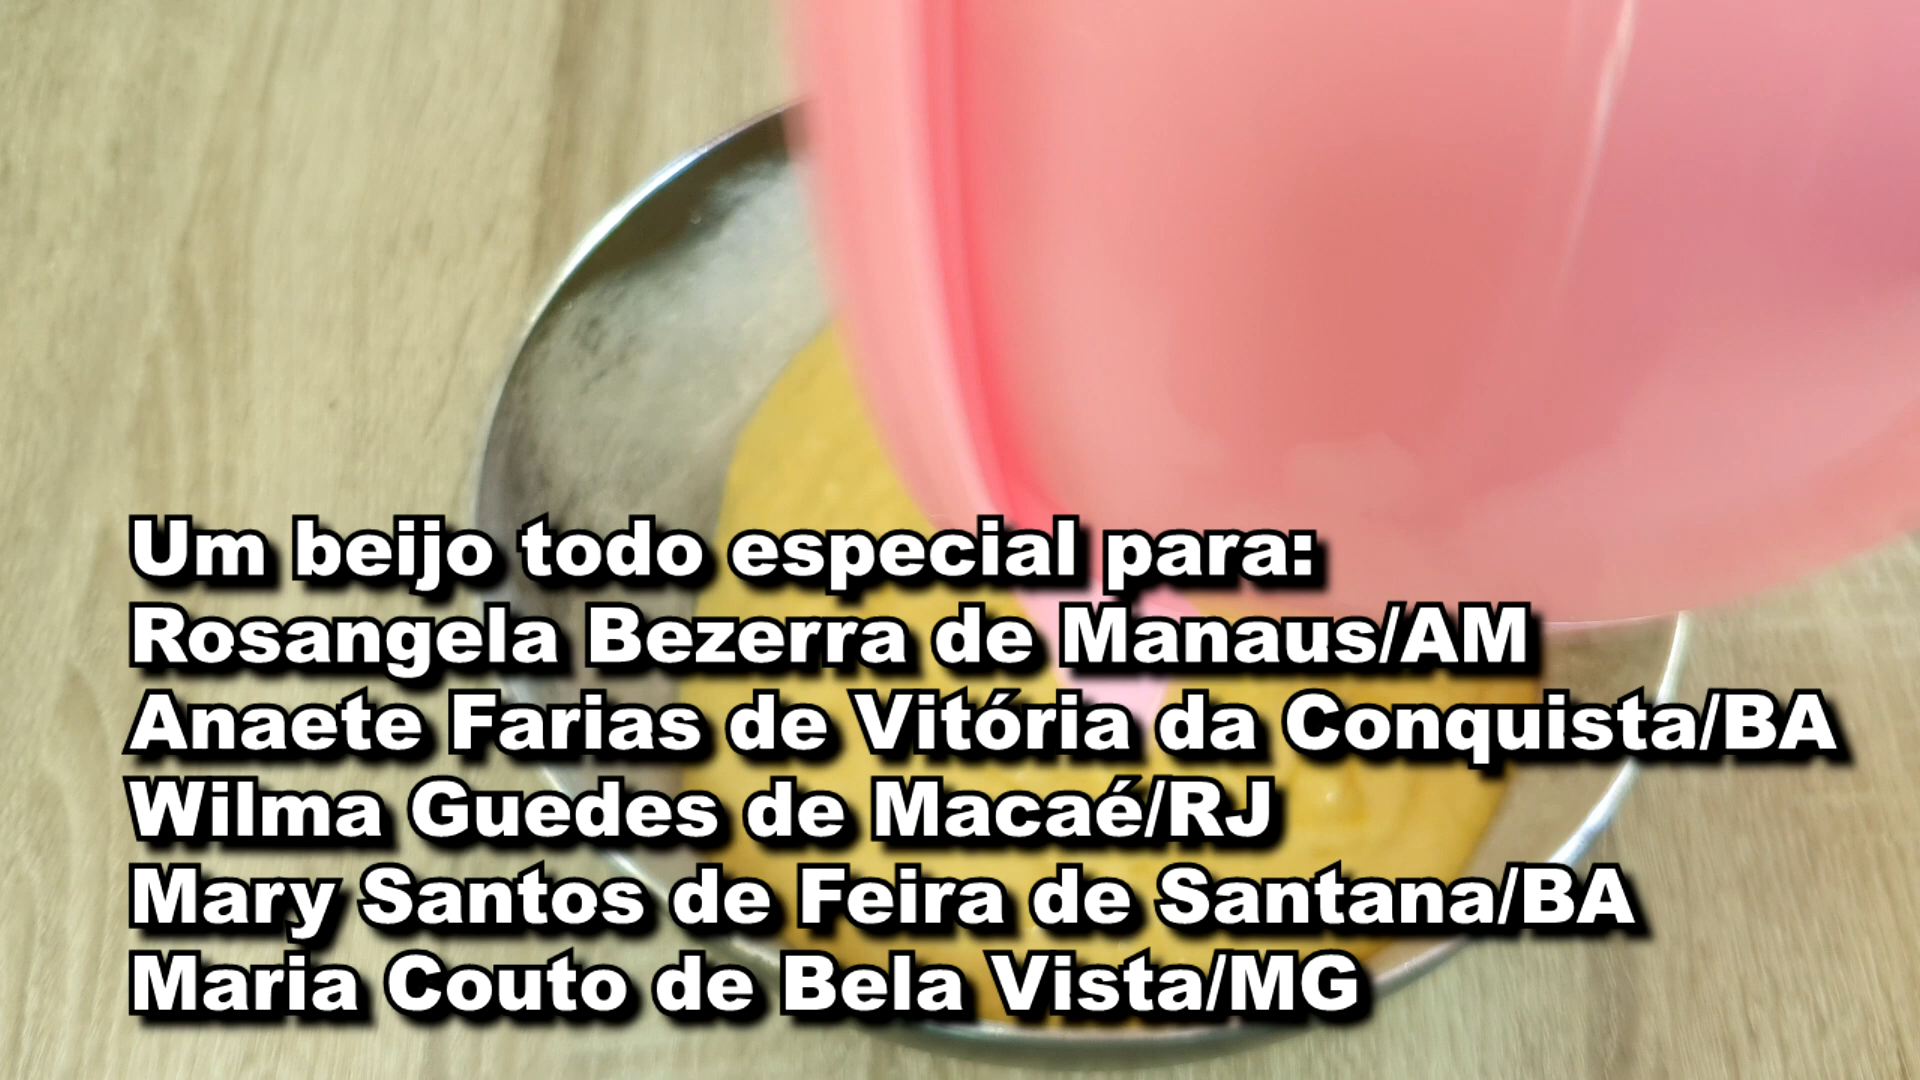 Um beijo todo especial para:
Rosangela Bezerra de Manaus/AM
Anaete Farias de Vitória da Conquista/BA
Wilma Guedes de Macaé/RJ
Mary Santos de Feira de Santana/BA
Maria Couto de Bela Vista/MG